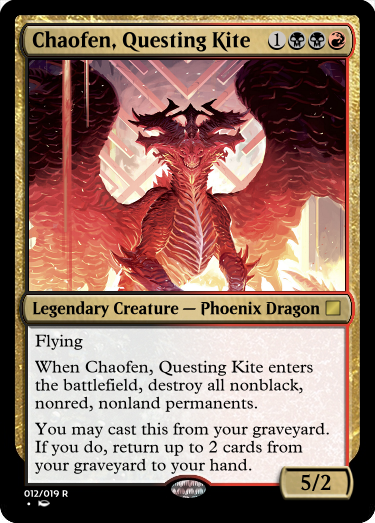 Chaofen, Questing Kite 1
Legendary Creature — Phoenix Dragon
Flying
When Chaofen, Questing Kite enters
the battlefield, destroy all nonblack,
nonred, nonland permanents.
You may cast this from your graveyard.
If you do, return up to 2 cards from
your graveyard to your hand.
5/2
012/019 R